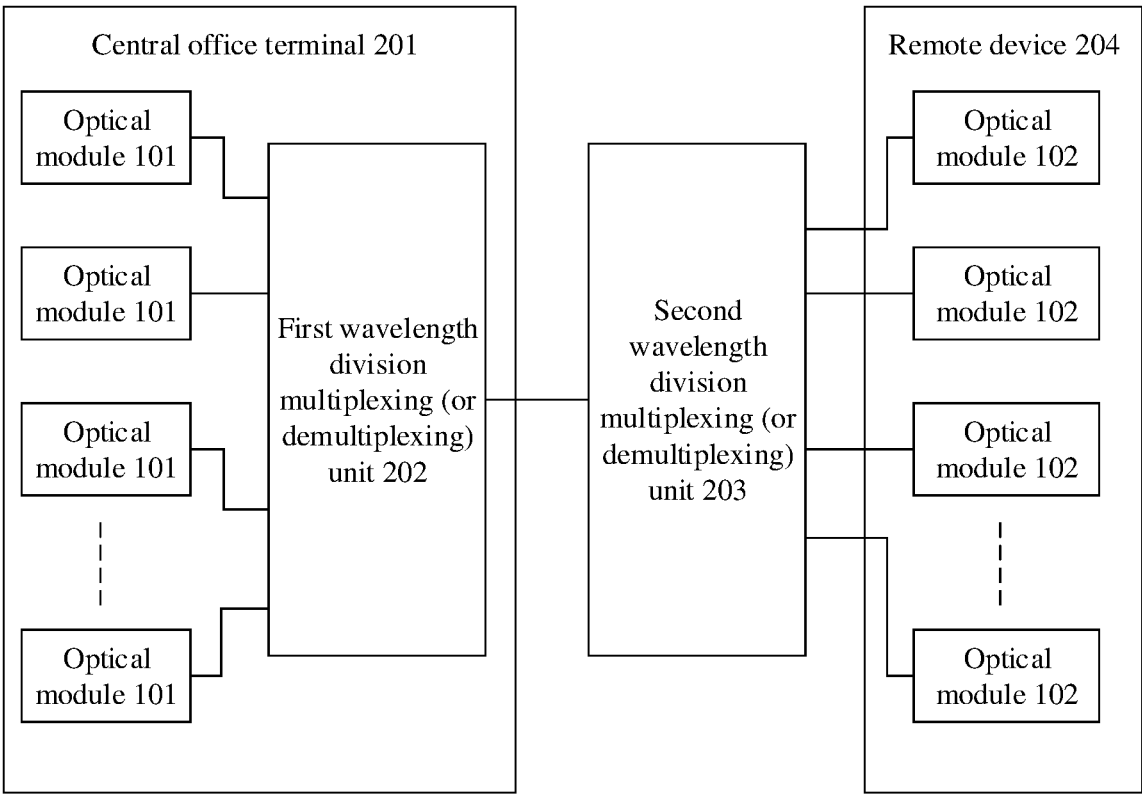 Central office terminal 201
Optical
module 101
Optical
module 101
Optical
module 101
Optical
module 101
First wavelength
division
multiplexing (or
demultiplexing)
unit 202
Second
wavelength
division
multiplexing (or
demultiplexing)
unit 203
Remote device 204
Optical
module 102
Optical
module 102
Optical
module 102
Optical
module 102